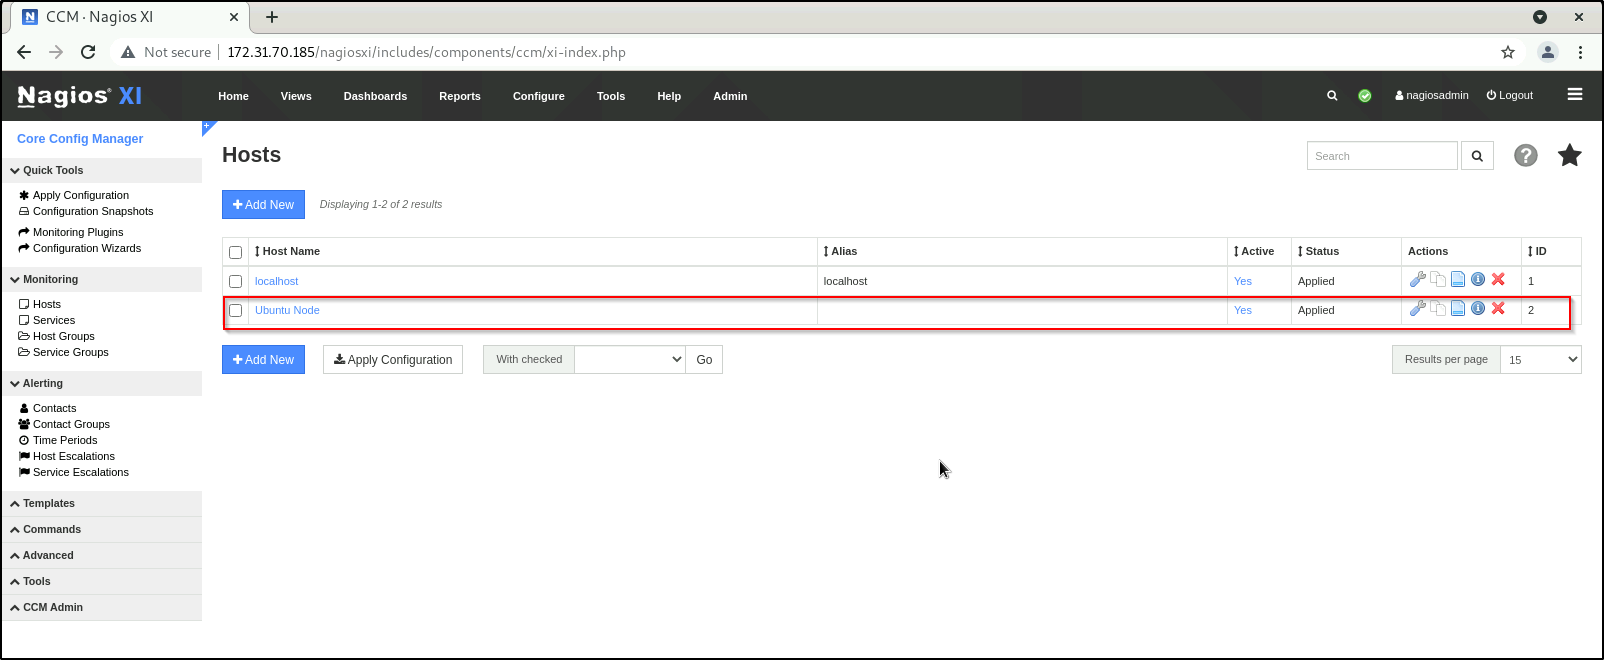 CCM · Nagios XI
Not secure 172.31.70.185/nagiosxi/includes/components/ccm/xi-index.php
Nagios® XI Home Views Dashboards Reports Configure Tools Help Admin nagiosadmin Logout
Core Config Manager
Quick Tools
Apply Configuration
Configuration Snapshots
Monitoring Plugins
Configuration Wizards
Monitoring
Hosts
Services
Host Groups
Service Groups
Alerting
Contacts
Contact Groups
Time Periods
Host Escalations
Service Escalations
Templates
Commands
Advanced
Tools
CCM Admin
Hosts
Search
Add New Displaying 1-2 of 2 results
Host Name Alias Active Status Actions ID
localhost localhost Yes Applied 1
Ubuntu Node Yes Applied 2
Add New Apply Configuration With checked Go Results per page 15